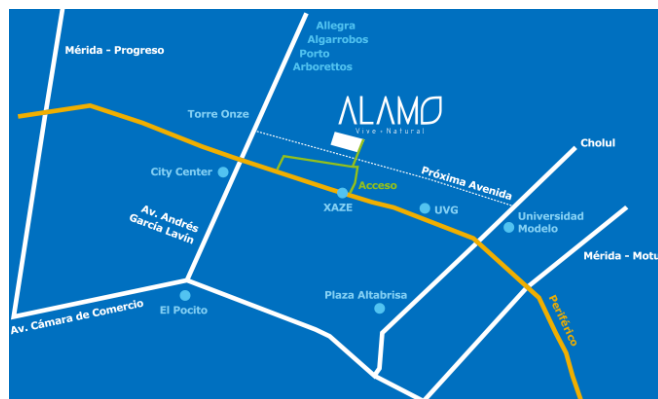 Allegra
Algarrobos
Porto
Arborettos
Mérida - Progreso
ALAMO
Vive•Natural
Torre Onze
Cholul
City Center
Próxima Avenida
Acceso
XAZE
UVG
Universidad
Modelo
Av. Andrés
García Lavín
Mérida - Motu
Plaza Altabrisa
El Pocito
Av. Cámara de Comercio
Periférico